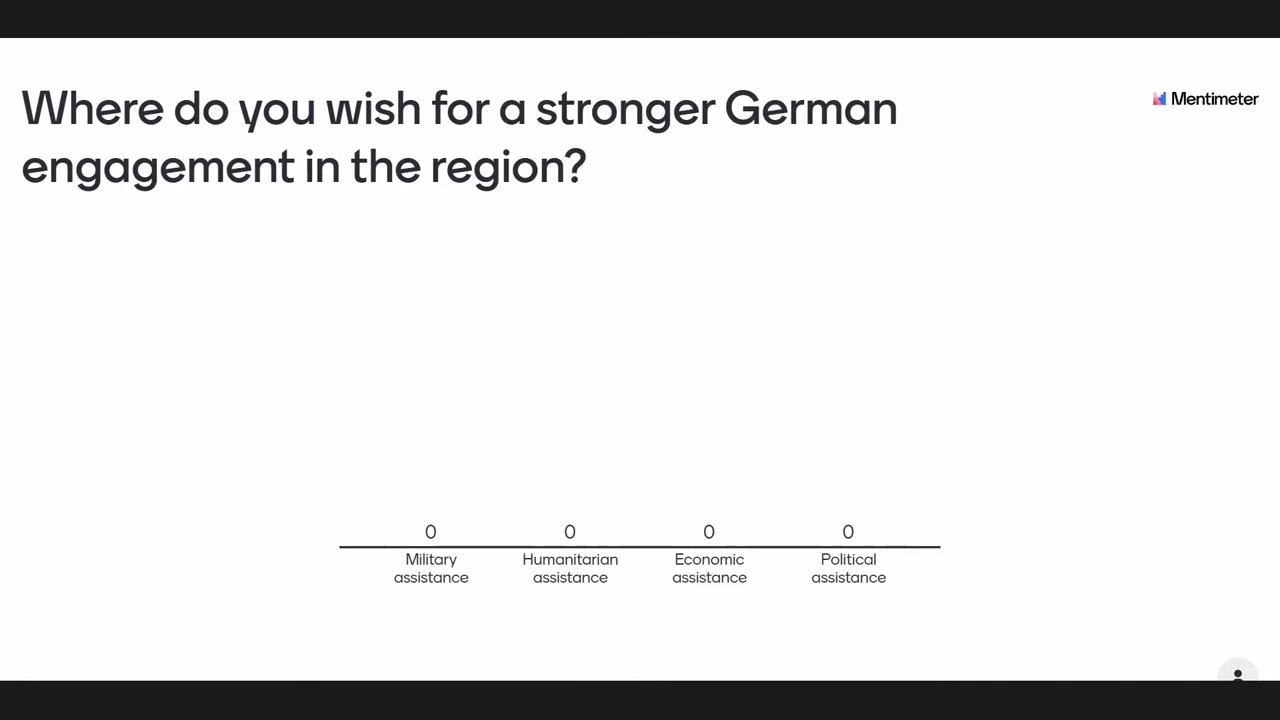 Where do you wish for a stronger German
engagement in the region?
Mentimeter
0 0 0 0
Military Humanitarian Economic Political
assistance assistance assistance assistance